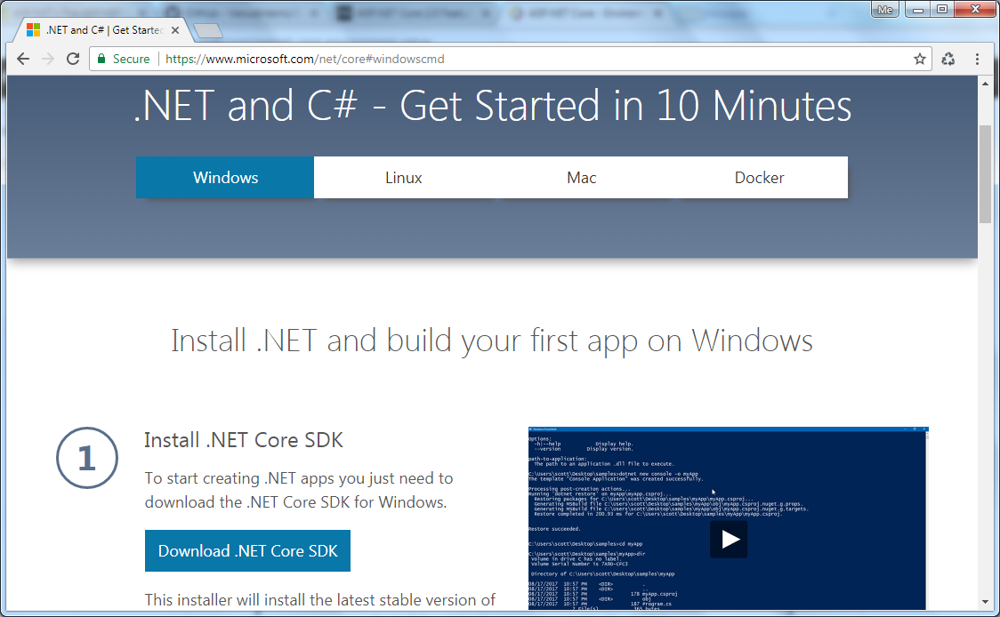 .NET and C# | Get Started
Me
Secure
https://www.microsoft.com/net/core#windowscmd
.NET and C# - Get Started in 10 Minutes
Windows
Linux
Mac
Docker
Install .NET and build your first app on Windows
1
Install .NET Core SDK
To start creating .NET apps you just need to
download the .NET Core SDK for Windows.
Download .NET Core SDK
This installer will install the latest stable version of
Options:
-h|--help Display help.
--version Display version.
path-to-application:
The path to an application .dll file to execute.
C:\Users\scott\Desktop\samples>dotnet new console -o myApp
The template "Console Application" was created successfully.
Processing post-creation actions...
Running 'dotnet restore' on myApp\myApp.csproj...
Restoring packages for C:\Users\scott\Desktop\samples\myApp\myApp.csproj...
Generating MSBuild file C:\Users\scott\Desktop\samples\myApp\obj\myApp.csproj.nuget.g.props.
Generating MSBuild file C:\Users\scott\Desktop\samples\myApp\obj\myApp.csproj.nuget.g.targets.
Restore completed in 200.93 ms for C:\Users\scott\Desktop\samples\myApp\myApp.csproj.
Restore succeeded.
C:\Users\scott\Desktop\samples>cd myApp
C:\Users\scott\Desktop\samples\myApp>dir
Volume in drive C has no label.
Volume Serial Number is 7A9D-CFC3
Directory of C:\Users\scott\Desktop\samples\myApp
08/17/2017 10:57 PM <DIR> .
08/17/2017 10:57 PM <DIR> ..
08/17/2017 10:57 PM 178 myApp.csproj
08/17/2017 10:57 PM <DIR> obj
08/17/2017 10:57 PM 187 Program.cs
2 File(s) 365 bytes